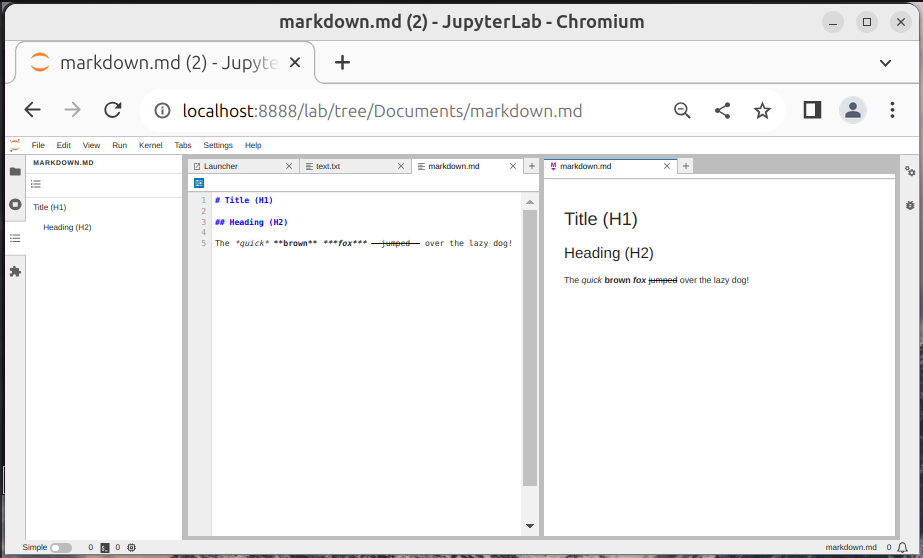 markdown.md (2) - JupyterLab - Chromium
markdown.md (2) - Jupyte
localhost:8888/lab/tree/Documents/markdown.md
File Edit View Run Kernel Tabs Settings Help
MARKDOWN.MD
Title (H1)
Heading (H2)
Launcher text.txt markdown.md
1 # Title (H1)
2
3 ## Heading (H2)
4
5 The *quick* **brown** ***fox*** ~~jumped~~ over the lazy dog!
markdown.md
Title (H1)
Heading (H2)
The quick brown fox jumped over the lazy dog!
Simple 0 0 markdown.md 0